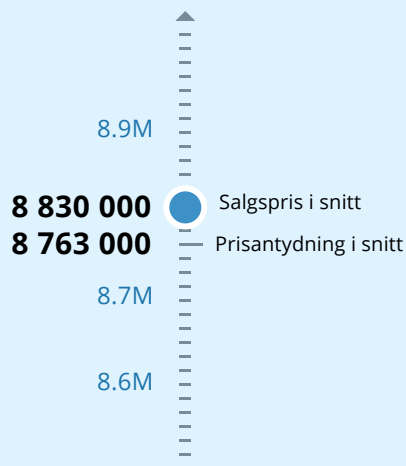 8.9M
8 830 000 Salgspris i snitt
8 763 000 Prisantydning i snitt
8.7M
8.6M